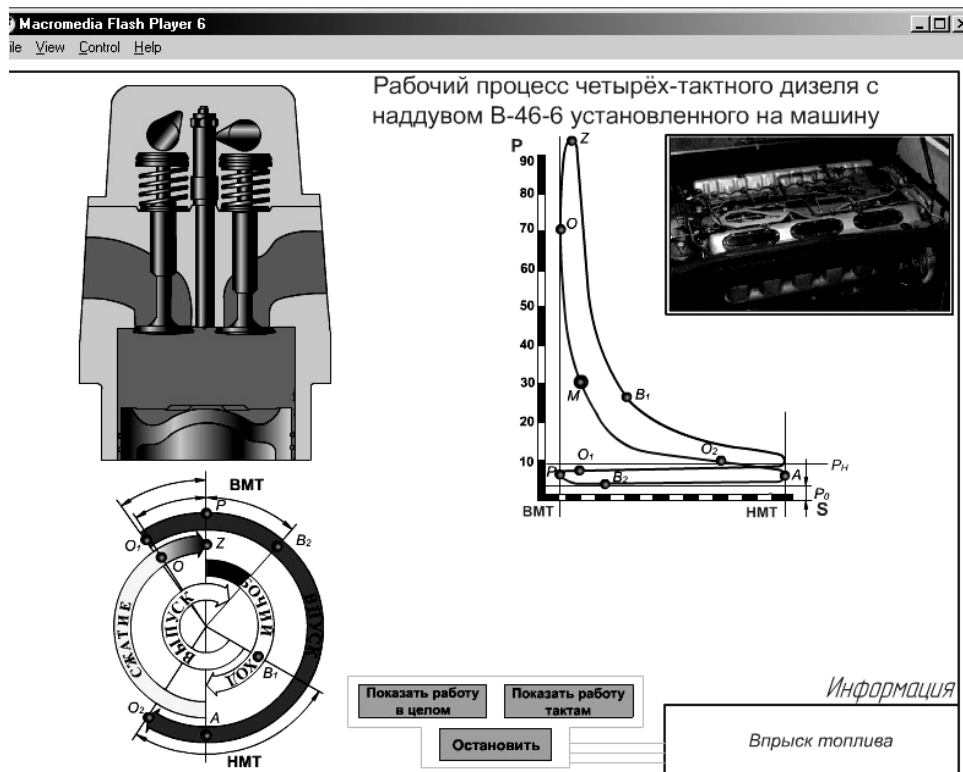 Macromedia Flash Player 6
ile View Control Help
Рабочий процесс четырёх-тактного дизеля с
наддувом В-46-6 установленного на машину
P
Z
90
80
70
O
60
50
40
30
M
B₁
20
10
O₁
O₂
P
B₂
A
Pн
P₀
ВМТ
НМТ
S
ВМТ
P
O₁
O
Z
B₂
СЖАТИЕ
ВЫПУСК
БОЧИЙ
ВПУСК
ХОД
B₁
O₂
A
НМТ
Показать работу
в целом
Показать работу
тактам
Остановить
Информация
Впрыск топлива